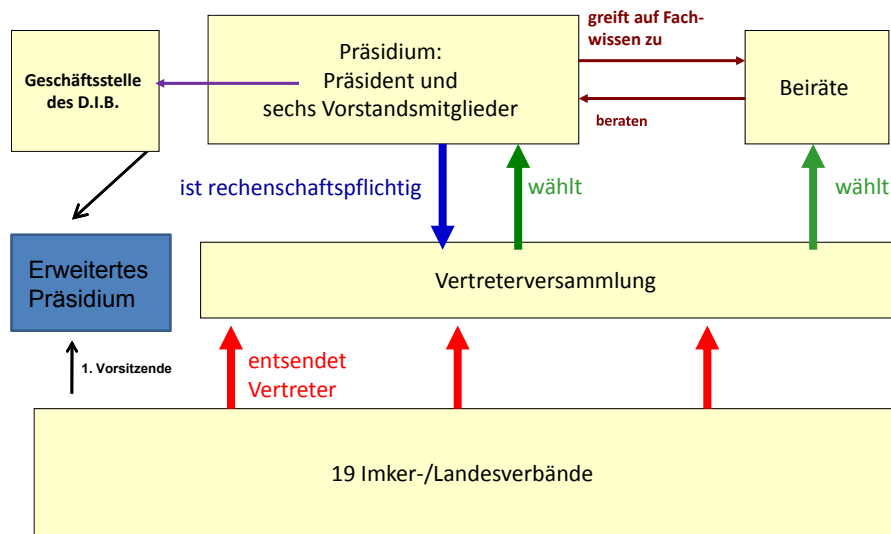 greift auf Fach-
wissen zu
Präsidium:
Präsident und
sechs Vorstandsmitglieder
Geschäftsstelle
des D.I.B.
Beiräte
beraten
ist rechenschaftspflichtig
wählt
wählt
Erweitertes
Präsidium
Vertreterversammlung
1. Vorsitzende
entsendet
Vertreter
19 Imker-/Landesverbände